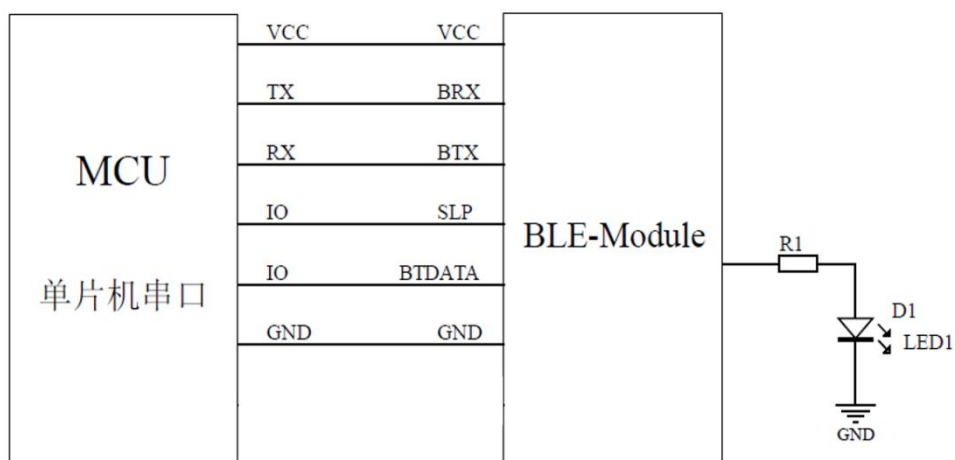 VCC VCC
TX BRX
MCU
RX BTX
IO SLP
BLE-Module
R1
单片机串口
IO BTDATA
D1
LED1
GND GND
GND